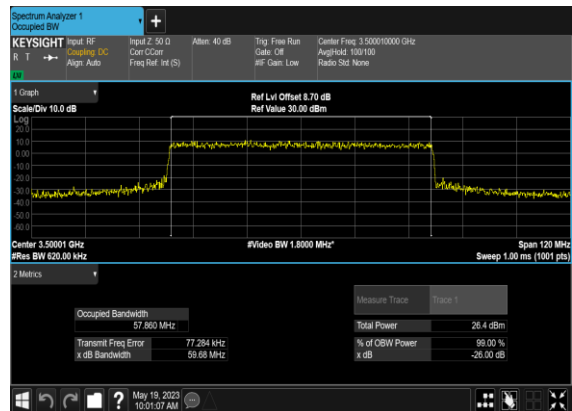 Spectrum Analyzer 1
Occupied BW
KEYSIGHT
R T
Input: RF
Coupling: DC
Align: Auto
Input Z: 50 Ω
Corr CCorr
Freq Ref: Int (S)
Atten: 40 dB
Trig: Free Run
Gate: Off
#IF Gain: Low
Center Freq: 3.500010000 GHz
Avg|Hold: 100/100
Radio Std: None
1 Graph
Scale/Div 10.0 dB
Ref Lvl Offset 8.70 dB
Ref Value 30.00 dBm
Log
20.0
10.0
0.00
-10.0
-20.0
-30.0
-40.0
-50.0
-60.0
Center 3.50001 GHz
#Res BW 620.00 kHz
#Video BW 1.8000 MHz*
Span 120 MHz
Sweep 1.00 ms (1001 pts)
2 Metrics
Measure Trace
Trace 1
Occupied Bandwidth
57.860 MHz
Total Power
26.4 dBm
Transmit Freq Error
77.284 kHz
% of OBW Power
99.00 %
x dB Bandwidth
59.68 MHz
x dB
-26.00 dB
May 19, 2023
10:01:07 AM